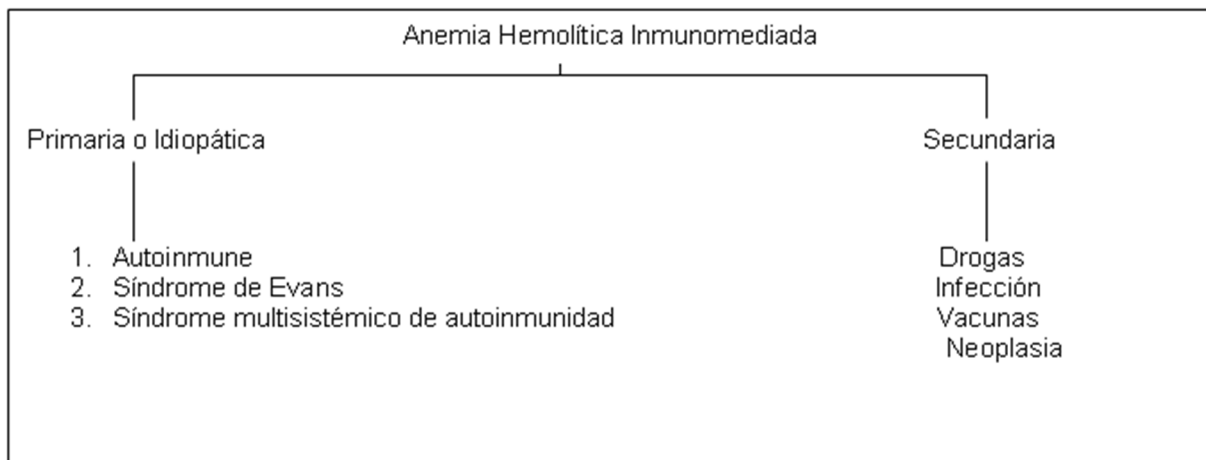 Anemia Hemolítica Inmunomediada
Primaria o Idiopática
Secundaria
1. Autoinmune
2. Síndrome de Evans
3. Síndrome multisistémico de autoinmunidad
Drogas
Infección
Vacunas
Neoplasia